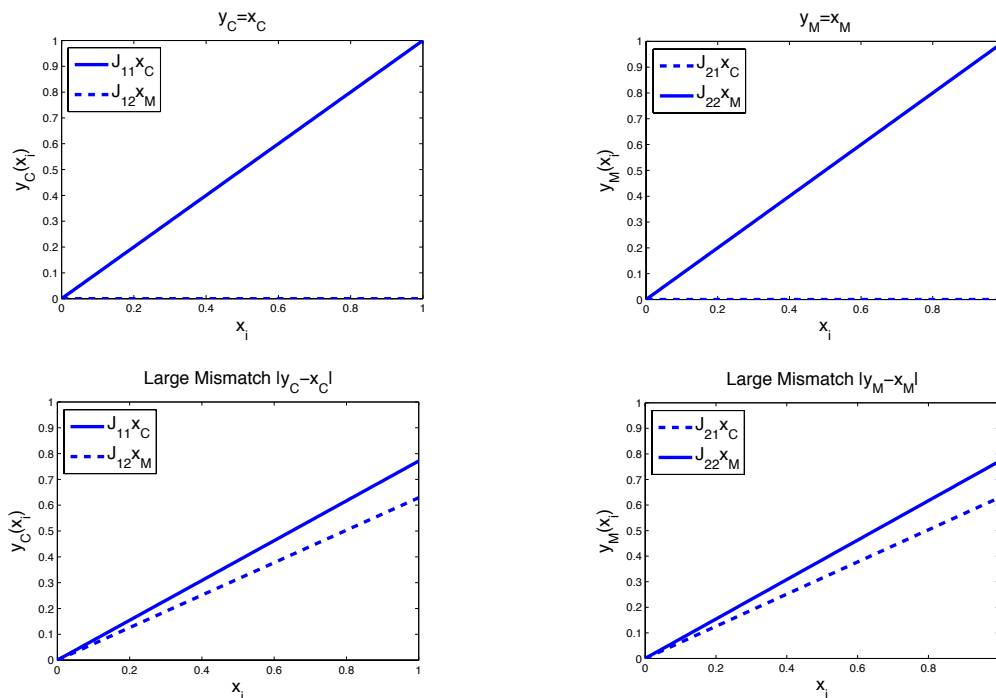 y_C=x_C
J_11x_C
J_12x_M
y_C(x_i)
1
0.9
0.8
0.7
0.6
0.5
0.4
0.3
0.2
0.1
0
0 0.2 0.4 0.6 0.8 1
x_i
y_M=x_M
J_21x_C
J_22x_M
y_M(x_i)
1
0.9
0.8
0.7
0.6
0.5
0.4
0.3
0.2
0.1
0
0 0.2 0.4 0.6 0.8
x_i
Large Mismatch |y_C−x_C|
J_11x_C
J_12x_M
y_C(x_i)
1
0.9
0.8
0.7
0.6
0.5
0.4
0.3
0.2
0.1
0
0 0.2 0.4 0.6 0.8 1
x_i
Large Mismatch |y_M−x_M|
J_21x_C
J_22x_M
y_M(x_i)
1
0.9
0.8
0.7
0.6
0.5
0.4
0.3
0.2
0.1
0
0 0.2 0.4 0.6 0.8
x_i